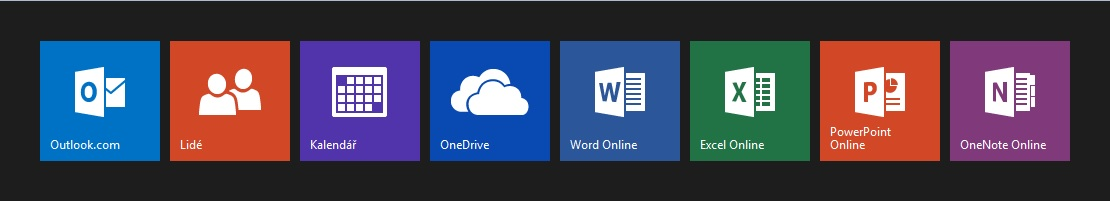 Outlook.com
Lidé
Kalendář
OneDrive
Word Online
Excel Online
PowerPoint
Online
OneNote Online